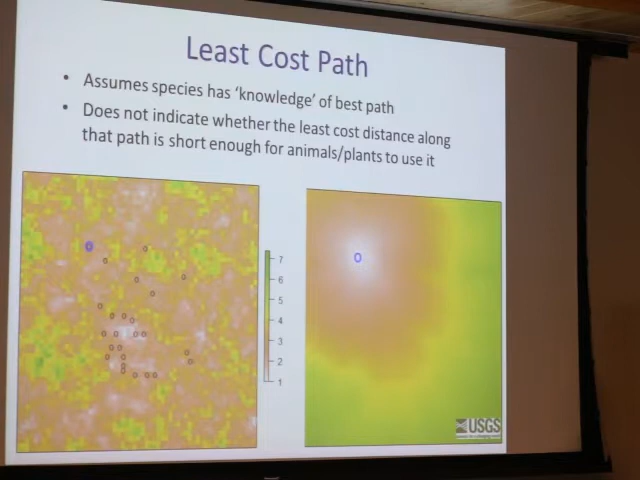 Least Cost Path
• Assumes species has 'knowledge' of best path
• Does not indicate whether the least cost distance along
that path is short enough for animals/plants to use it
7
6
5
4
3
2
1
USGS